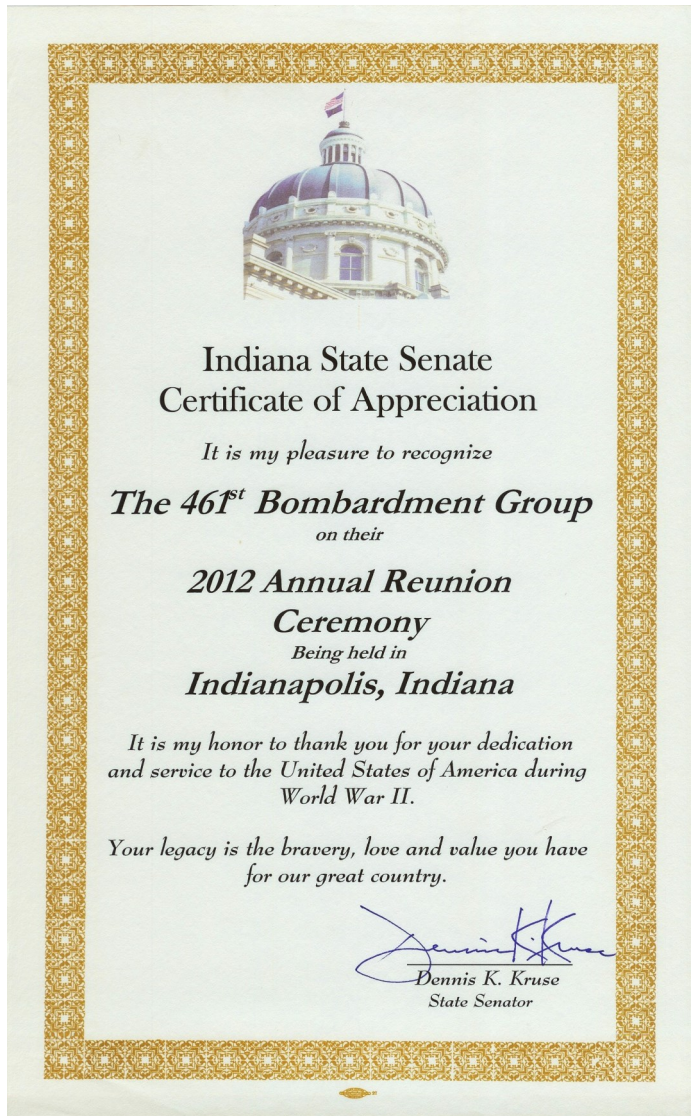 Indiana State Senate
Certificate of Appreciation
It is my pleasure to recognize
The 461st Bombardment Group
on their
2012 Annual Reunion
Ceremony
Being held in
Indianapolis, Indiana
It is my honor to thank you for your dedication
and service to the United States of America during
World War II.
Your legacy is the bravery, love and value you have
for our great country.
Dennis K. Kruse
Dennis K. Kruse
State Senator